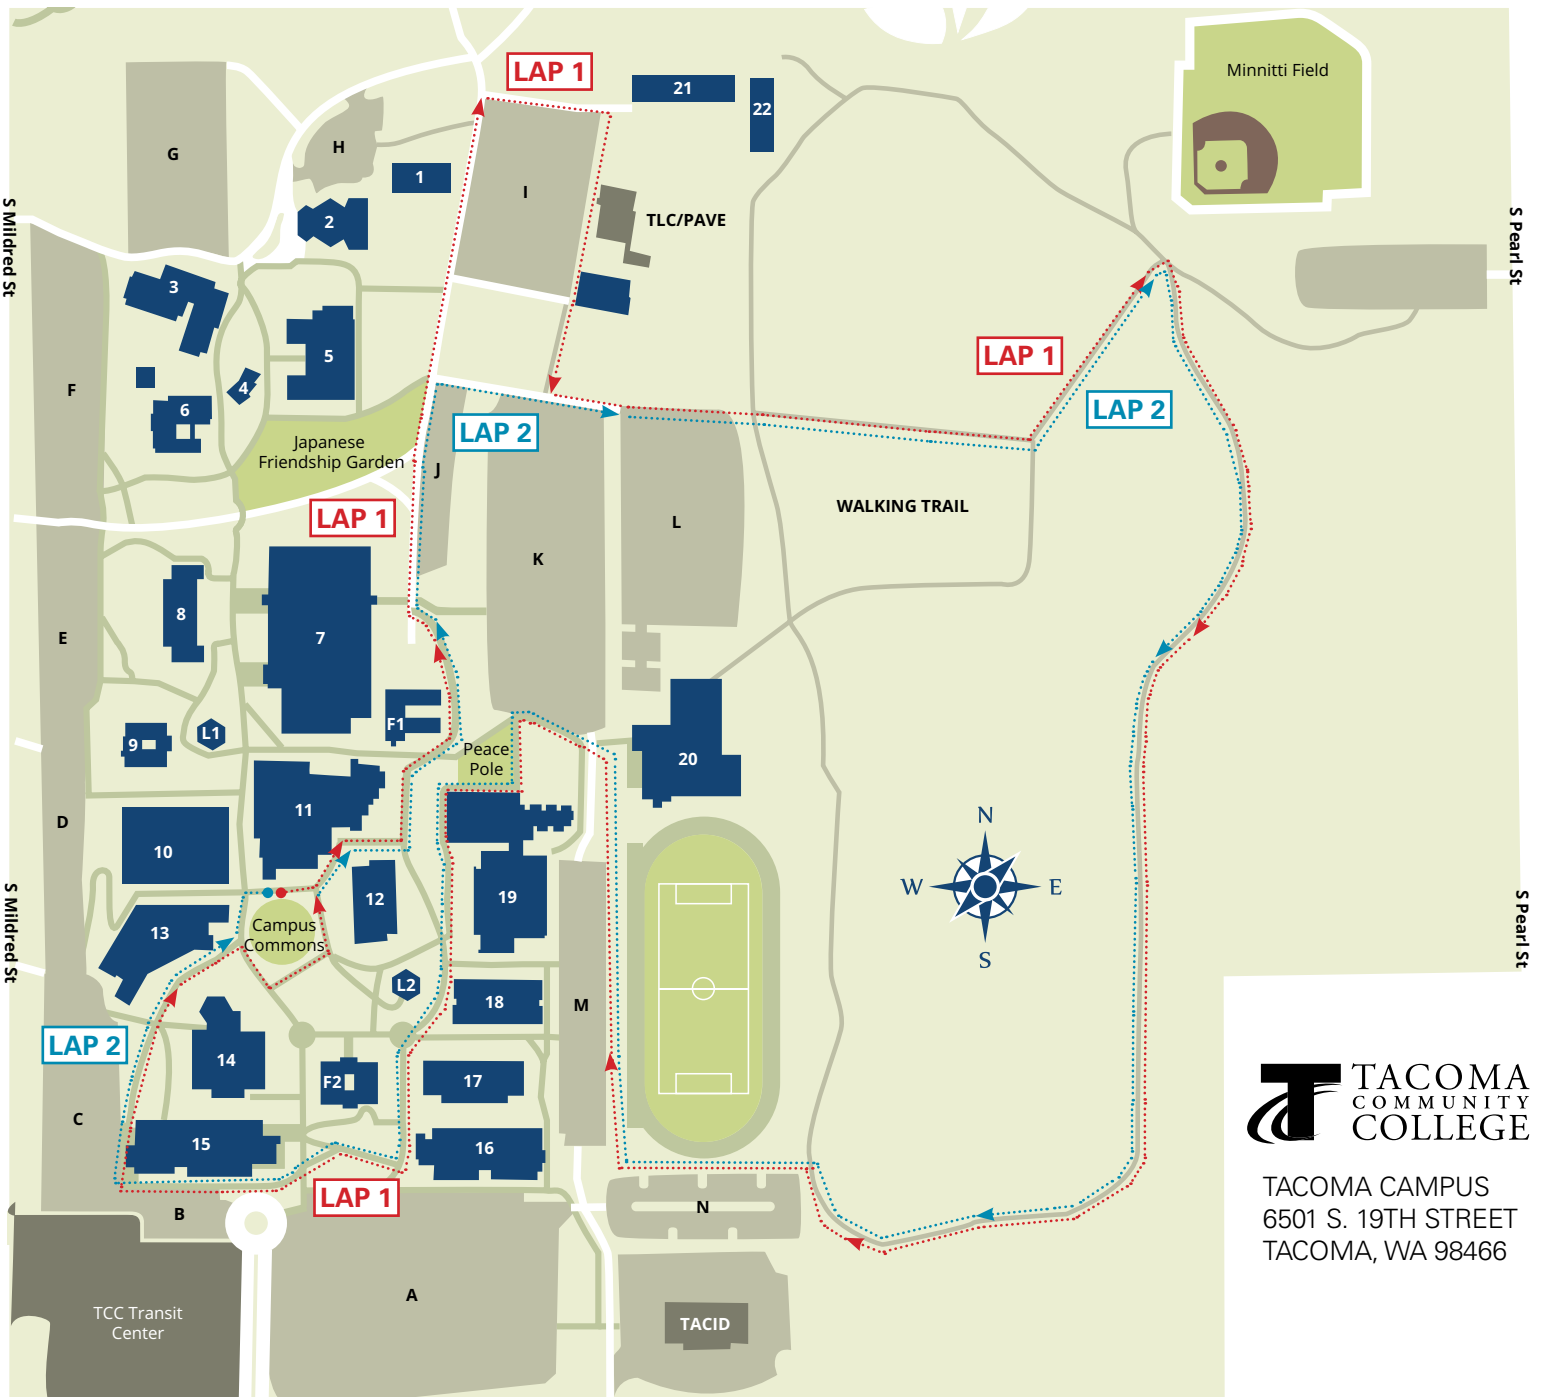 LAP 1
21
22
Minnitti Field
G
H
1
I
2
TLC/PAVE
S Mildred St
S Pearl St
3
5
4
LAP 1
F
6
LAP 2
LAP 2
Japanese
Friendship Garden
J
LAP 1
WALKING TRAIL
L
K
8
7
E
L1
F1
9
Peace
Pole
20
11
D
10
N
W
E
S
12
19
13
Campus
Commons
S Mildred St
S Pearl St
L2
18
M
LAP 2
14
F2
17
C
15
16
LAP 1
B
N
A
TCC Transit
Center
TACID
TACOMA
COMMUNITY
COLLEGE
TACOMA CAMPUS
6501 S. 19TH STREET
TACOMA, WA 98466